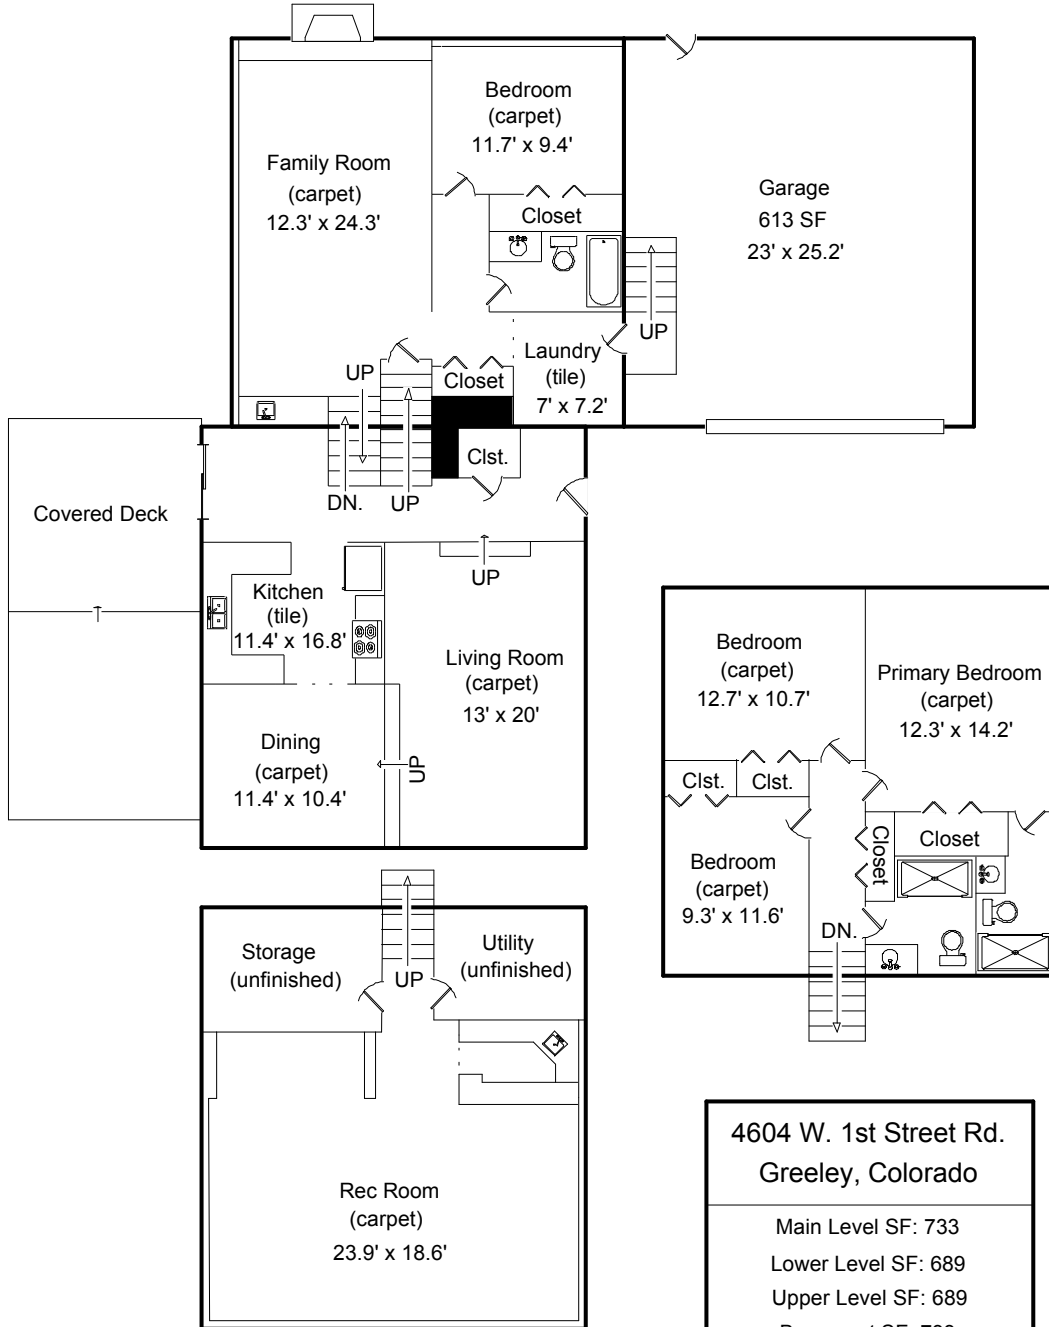 Family Room
(carpet)
12.3' x 24.3'
Bedroom
(carpet)
11.7' x 9.4'
Closet
Garage
613 SF
23' x 25.2'
UP
Laundry
(tile)
7' x 7.2'
UP
Closet
Clst.
DN.
UP
Covered Deck
UP
Kitchen
(tile)
11.4' x 16.8'
Living Room
(carpet)
13' x 20'
Dining
(carpet)
11.4' x 10.4'
UP
Bedroom
(carpet)
12.7' x 10.7'
Primary Bedroom
(carpet)
12.3' x 14.2'
Clst.
Clst.
Closet
Closet
Bedroom
(carpet)
9.3' x 11.6'
DN.
Storage
(unfinished)
UP
Utility
(unfinished)
Rec Room
(carpet)
23.9' x 18.6'
4604 W. 1st Street Rd.
Greeley, Colorado
Main Level SF: 733
Lower Level SF: 689
Upper Level SF: 689